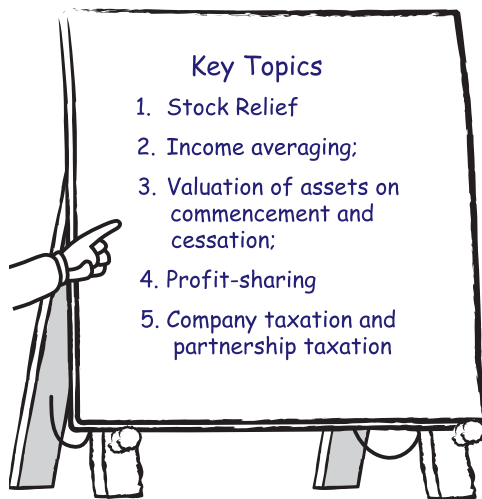 Key Topics
1. Stock Relief
2. Income averaging;
3. Valuation of assets on
commencement and
cessation;
4. Profit-sharing
5. Company taxation and
partnership taxation